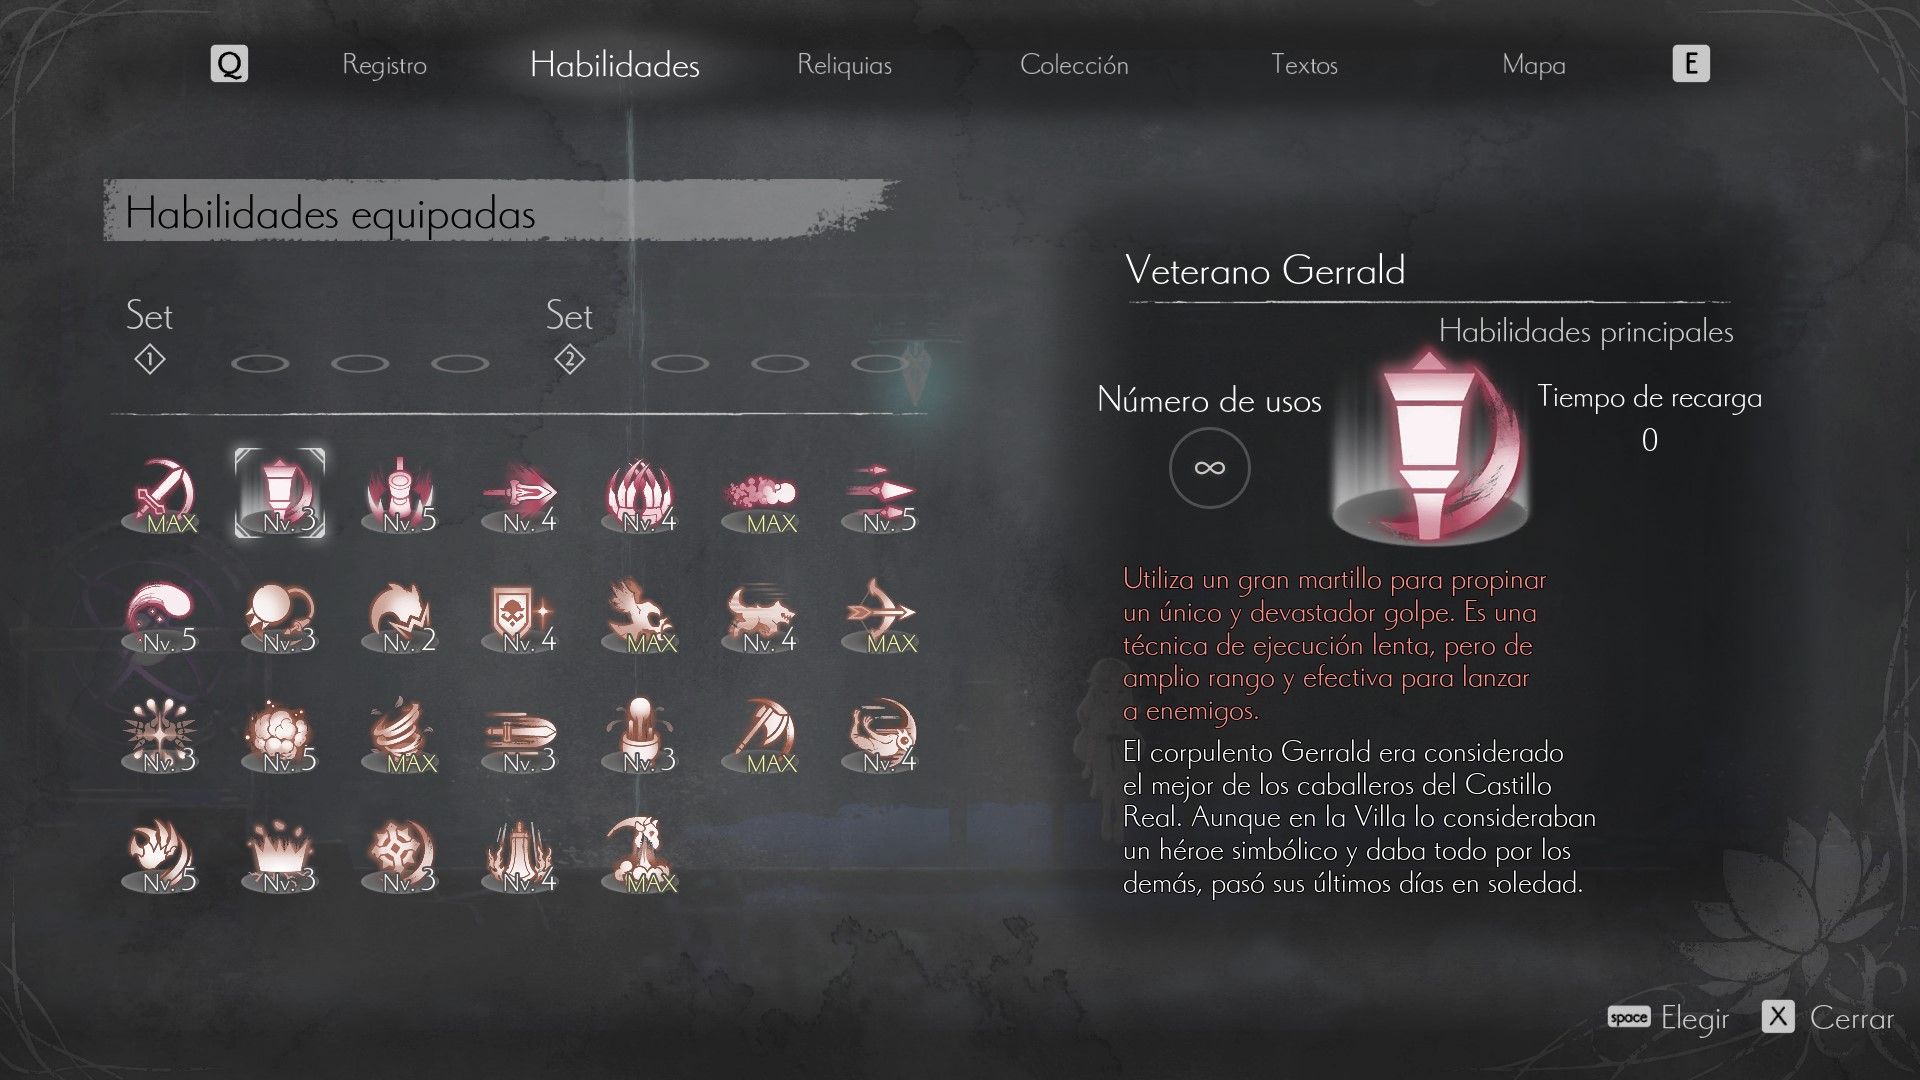 Q Registro Habilidades Reliquias Colección Textos Mapa E
Habilidades equipadas
Set Set
1 2
MAX Nv. 3 Nv. 5 Nv. 4 Nv. 4 MAX Nv. 5
Nv. 5 Nv. 3 Nv. 2 Nv. 4 MAX Nv. 4 MAX
Nv. 3 Nv. 5 MAX Nv. 3 Nv. 3 MAX Nv. 4
Nv. 5 Nv. 3 Nv. 3 Nv. 4 MAX
Veterano Gerrald
Habilidades principales
Número de usos
∞
Tiempo de recarga
0
Utiliza un gran martillo para propinar
un único y devastador golpe. Es una
técnica de ejecución lenta, pero de
amplio rango y efectiva para lanzar
a enemigos.
El corpulento Gerrald era considerado
el mejor de los caballeros del Castillo
Real. Aunque en la Villa lo consideraban
un héroe simbólico y daba todo por los
demás, pasó sus últimos días en soledad.
space Elegir X Cerrar